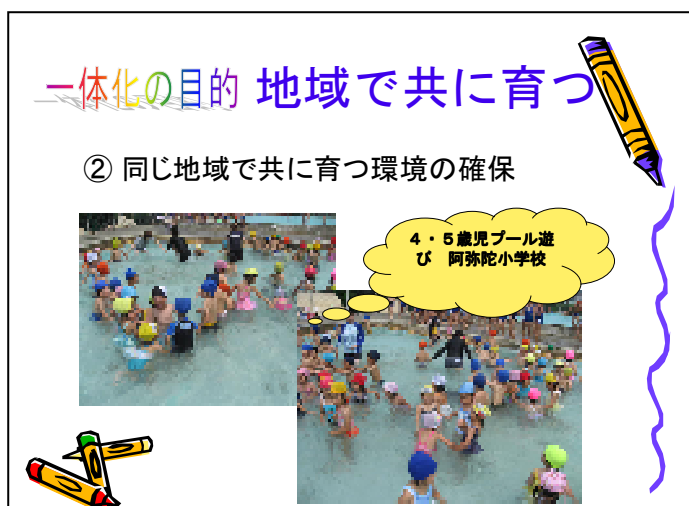 一体化の目的 地域で共に育つ
② 同じ地域で共に育つ環境の確保
４・５歳児プール遊
び　阿弥陀小学校